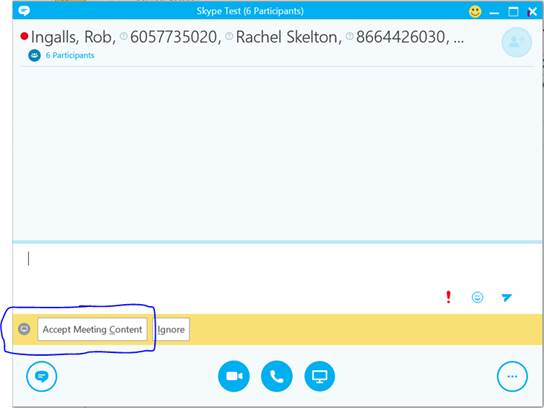 Skype Test (6 Participants)
Ingalls, Rob, 6057735020, Rachel Skelton, 8664426030, ...
6 Participants
Accept Meeting Content Ignore